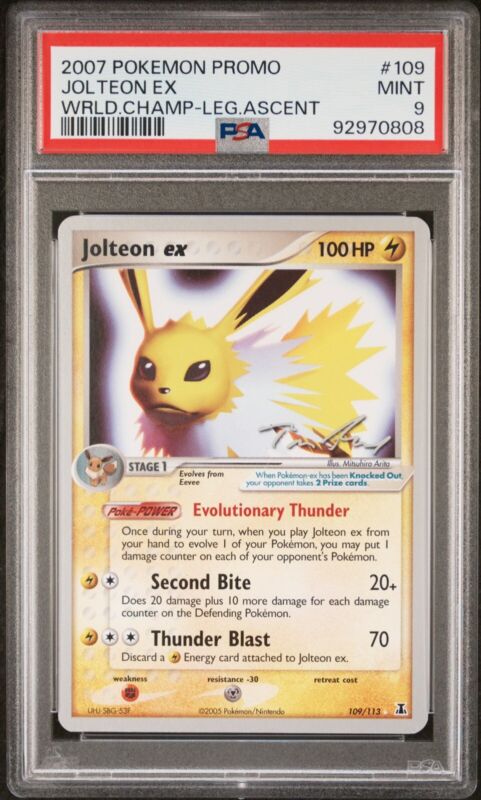 2007 POKEMON PROMO #109
JOLTEON EX MINT
WRLD.CHAMP-LEG.ASCENT 9
PSA 92970808
Jolteon ex 100 HP
Illus. Mitsuhiro Arita
STAGE 1
Evolves from
Eevee
When Pokémon-ex has been Knocked Out,
your opponent takes 2 Prize cards.
Poké-POWER Evolutionary Thunder
Once during your turn, when you play Jolteon ex from
your hand to evolve 1 of your Pokémon, you may put 1
damage counter on each of your opponent's Pokémon.
Second Bite 20+
Does 20 damage plus 10 more damage for each damage
counter on the Defending Pokémon.
Thunder Blast 70
Discard a Energy card attached to Jolteon ex.
weakness resistance -30 retreat cost
UHJ-SBG-53F ©2005 Pokémon/Nintendo 109/113
PSA